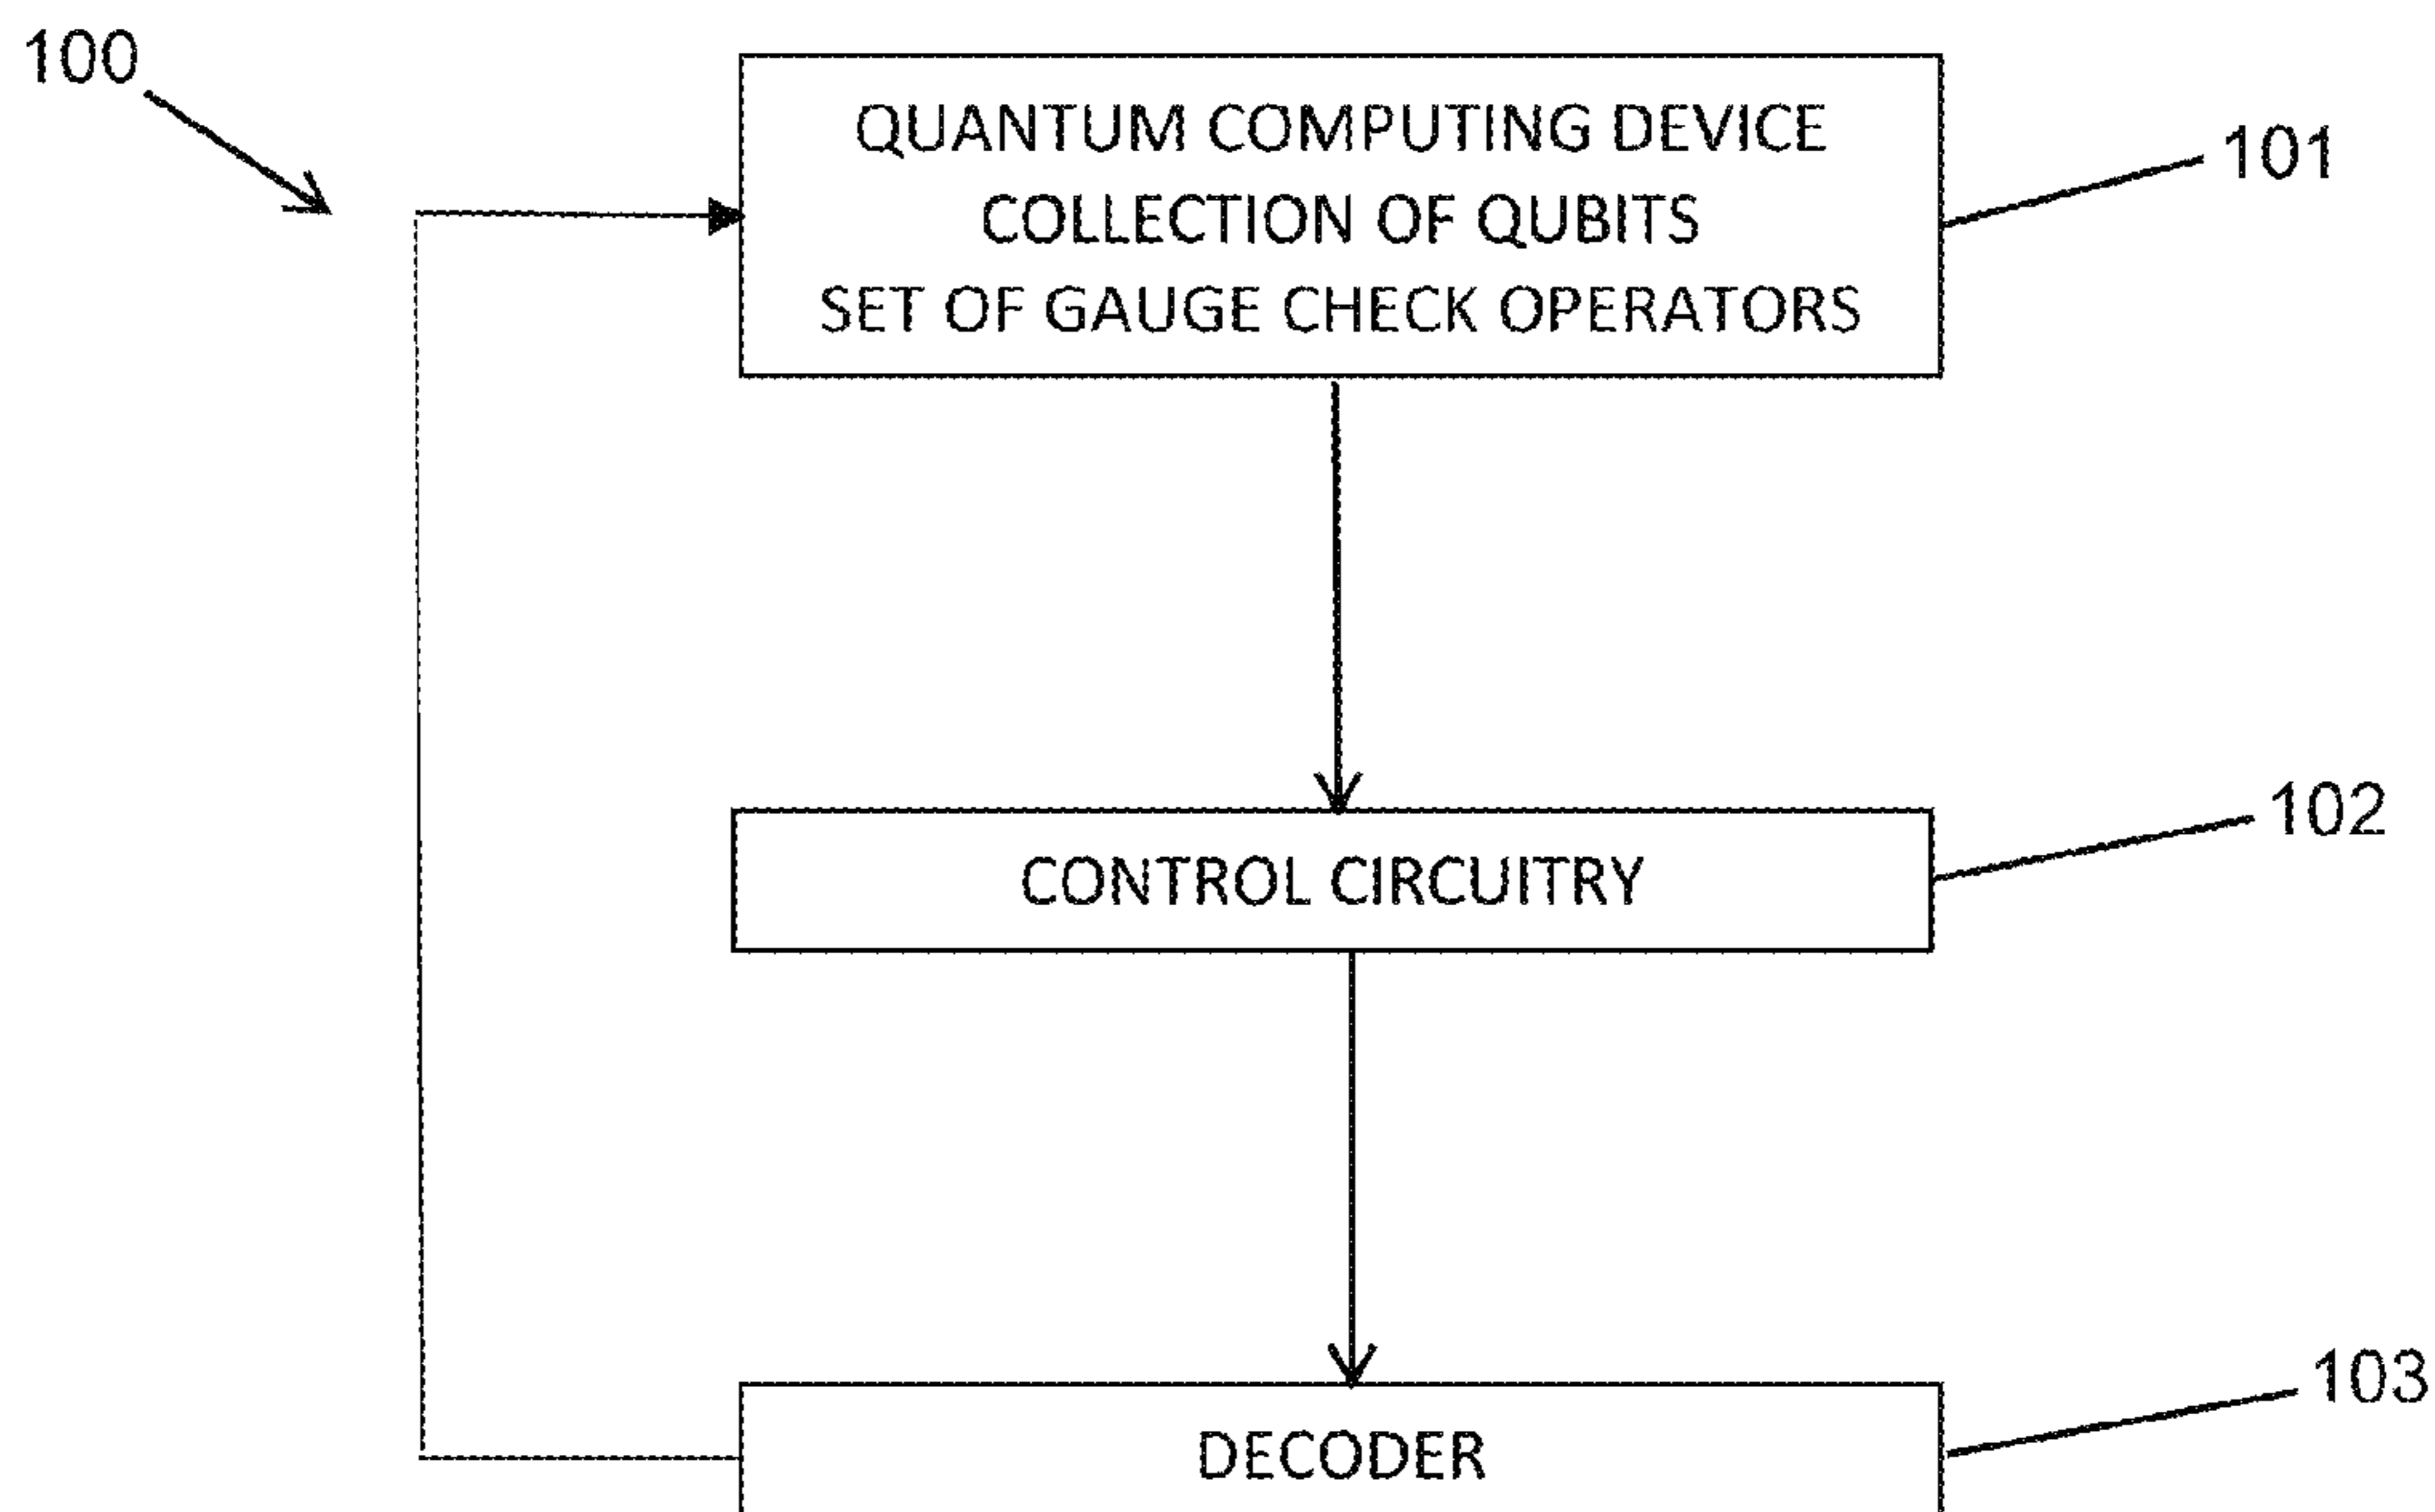 100
QUANTUM COMPUTING DEVICE
COLLECTION OF QUBITS
SET OF GAUGE CHECK OPERATORS
101
CONTROL CIRCUITRY
102
DECODER
103